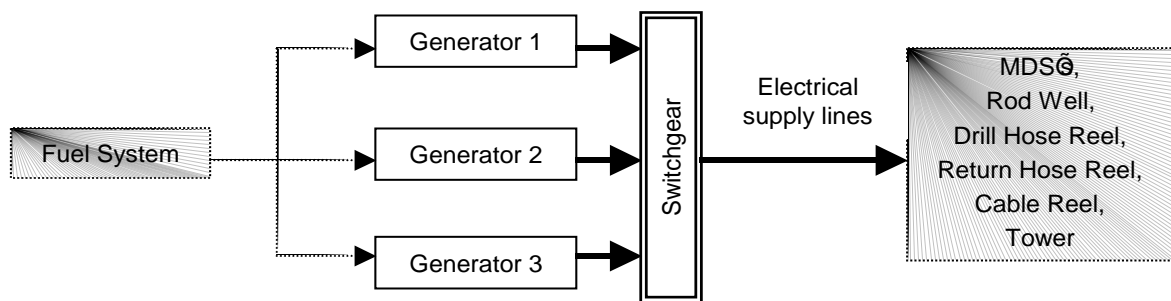 Fuel System
Generator 1
Generator 2
Generator 3
Switchgear
Electrical
supply lines
Rod Well,
Drill Hose Reel,
Return Hose Reel,
Cable Reel,
Tower